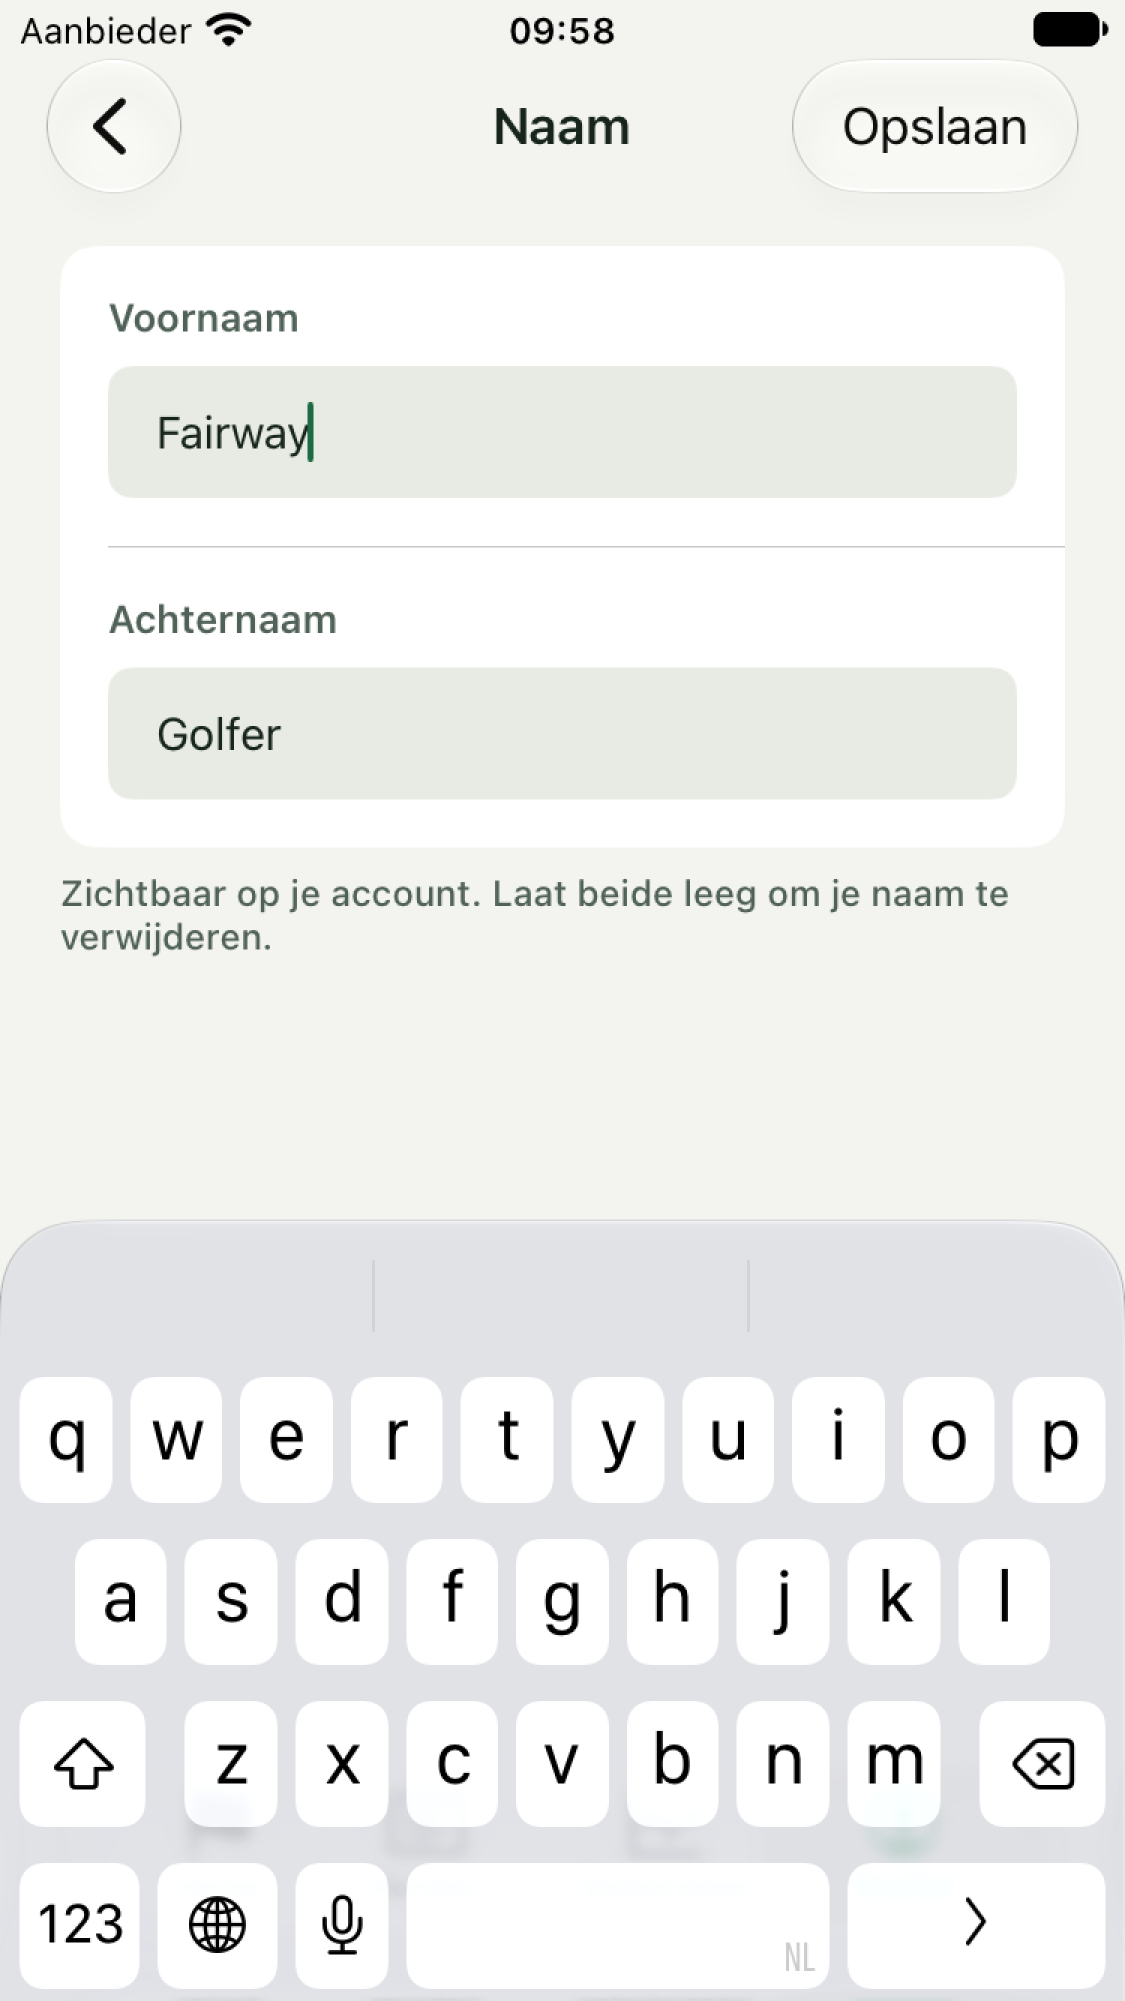 Aanbieder 09:58
Naam Opslaan
Voornaam
Fairway
Achternaam
Golfer
Zichtbaar op je account. Laat beide leeg om je naam te
verwijderen.
q w e r t y u i o p
a s d f g h j k l
z x c v b n m
123 NL